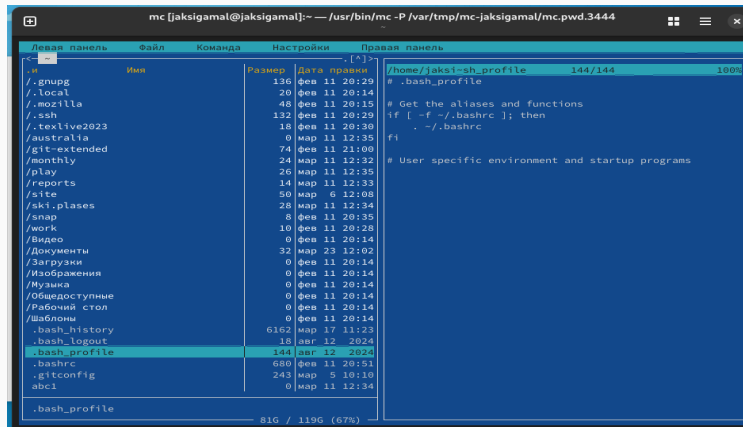 mc [jaksigamal@jaksigamal]:~ — /usr/bin/mc -P /var/tmp/mc-jaksigamal/mc.pwd.3444
Левая панель Файл Команда Настройки Правая панель
<─ ~ .[^]>
.и Имя Размер Дата правки
/.gnupg 136 фев 11 20:29
/.local 20 фев 11 20:14
/.mozilla 48 фев 11 20:15
/.ssh 132 фев 11 20:29
/.texlive2023 18 фев 11 20:30
/australia 0 мар 11 12:35
/git-extended 74 фев 11 21:00
/monthly 24 мар 11 12:32
/play 26 мар 11 12:35
/reports 14 мар 11 12:33
/site 50 мар 6 12:08
/ski.plases 28 мар 11 12:34
/snap 8 фев 11 20:35
/work 10 фев 11 20:28
/Видео 0 фев 11 20:14
/Документы 32 мар 23 12:02
/Загрузки 0 фев 11 20:14
/Изображения 0 фев 11 20:14
/Музыка 0 фев 11 20:14
/Общедоступные 0 фев 11 20:14
/Рабочий стол 0 фев 11 20:14
/Шаблоны 0 фев 11 20:14
.bash_history 6162 мар 17 11:23
.bash_logout 18 авг 12 2024
.bash_profile 144 авг 12 2024
.bashrc 680 фев 11 20:51
.gitconfig 243 мар 5 10:10
abc1 0 мар 11 12:34
.bash_profile
81G / 119G (67%)
/home/jaksi~sh_profile 144/144 100%
# .bash_profile
# Get the aliases and functions
if [ -f ~/.bashrc ]; then
. ~/.bashrc
fi
# User specific environment and startup programs